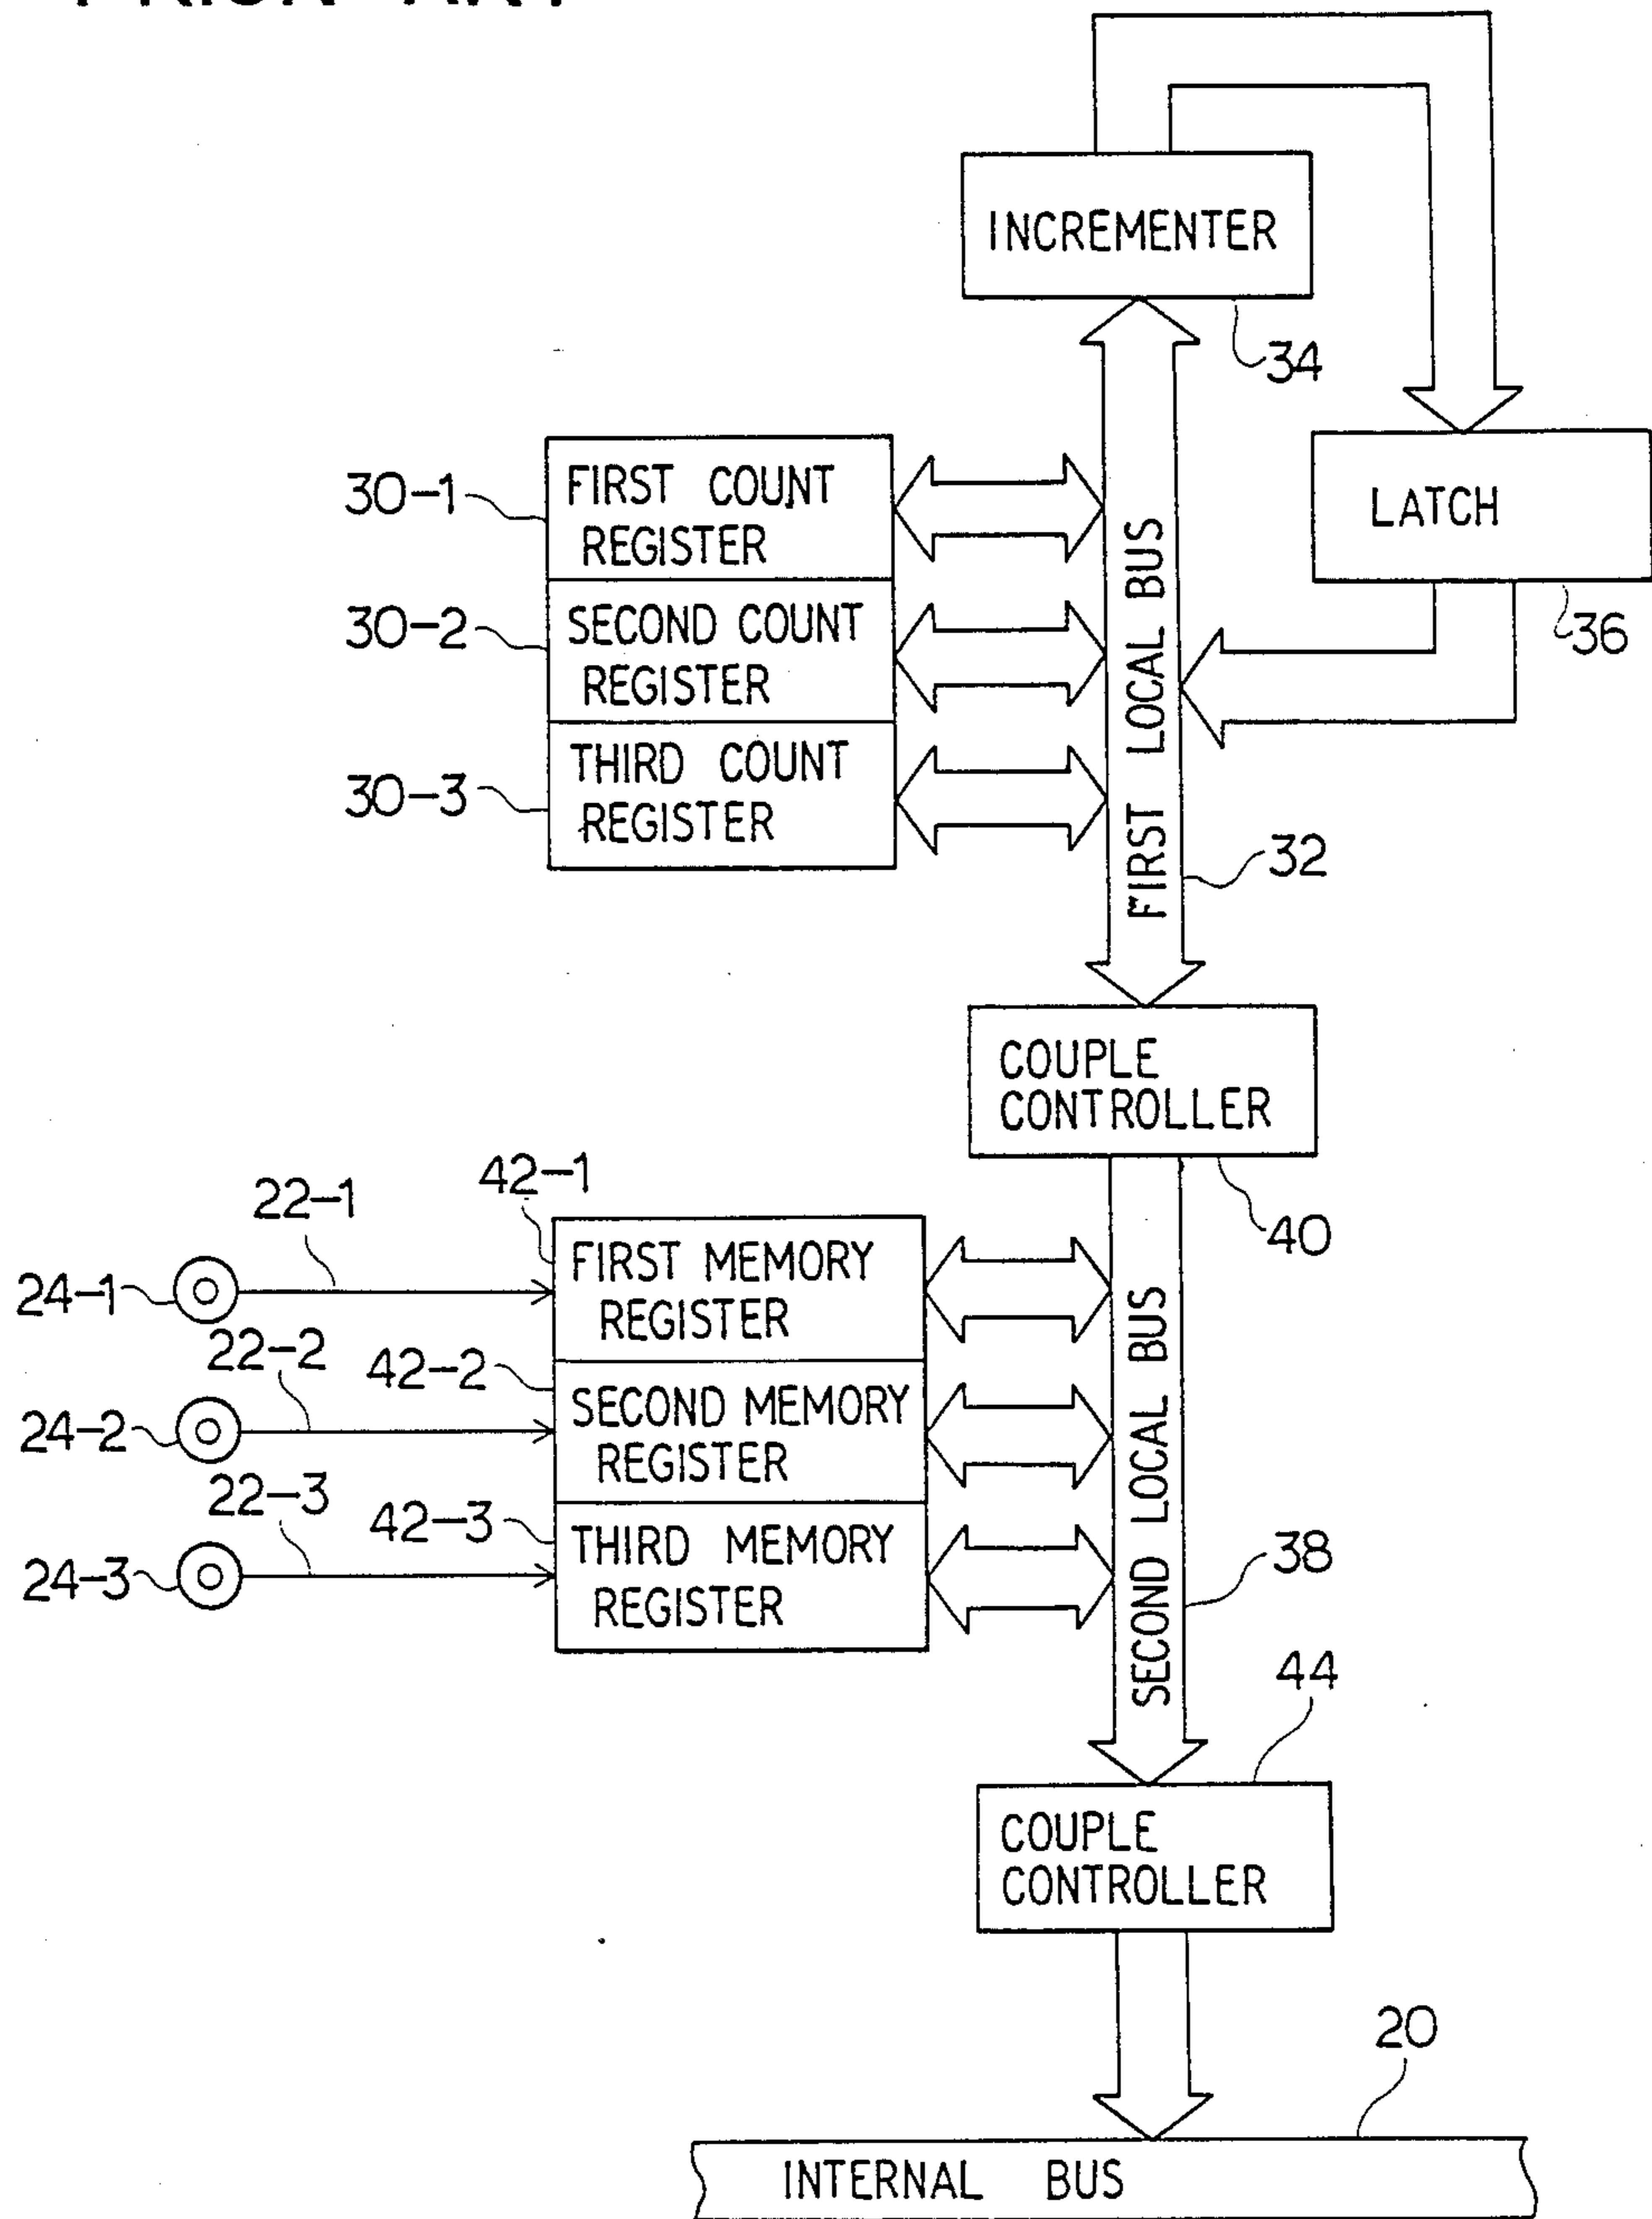 PRIOR ART
INCREMENTER
34
30-1
FIRST COUNT
REGISTER
LATCH
36
30-2
SECOND COUNT
REGISTER
30-3
THIRD COUNT
REGISTER
FIRST LOCAL BUS
32
COUPLE
CONTROLLER
40
42-1
22-1
24-1
FIRST MEMORY
REGISTER
22-2
42-2
24-2
SECOND MEMORY
REGISTER
22-3
42-3
24-3
THIRD MEMORY
REGISTER
SECOND LOCAL BUS
38
44
COUPLE
CONTROLLER
20
INTERNAL BUS